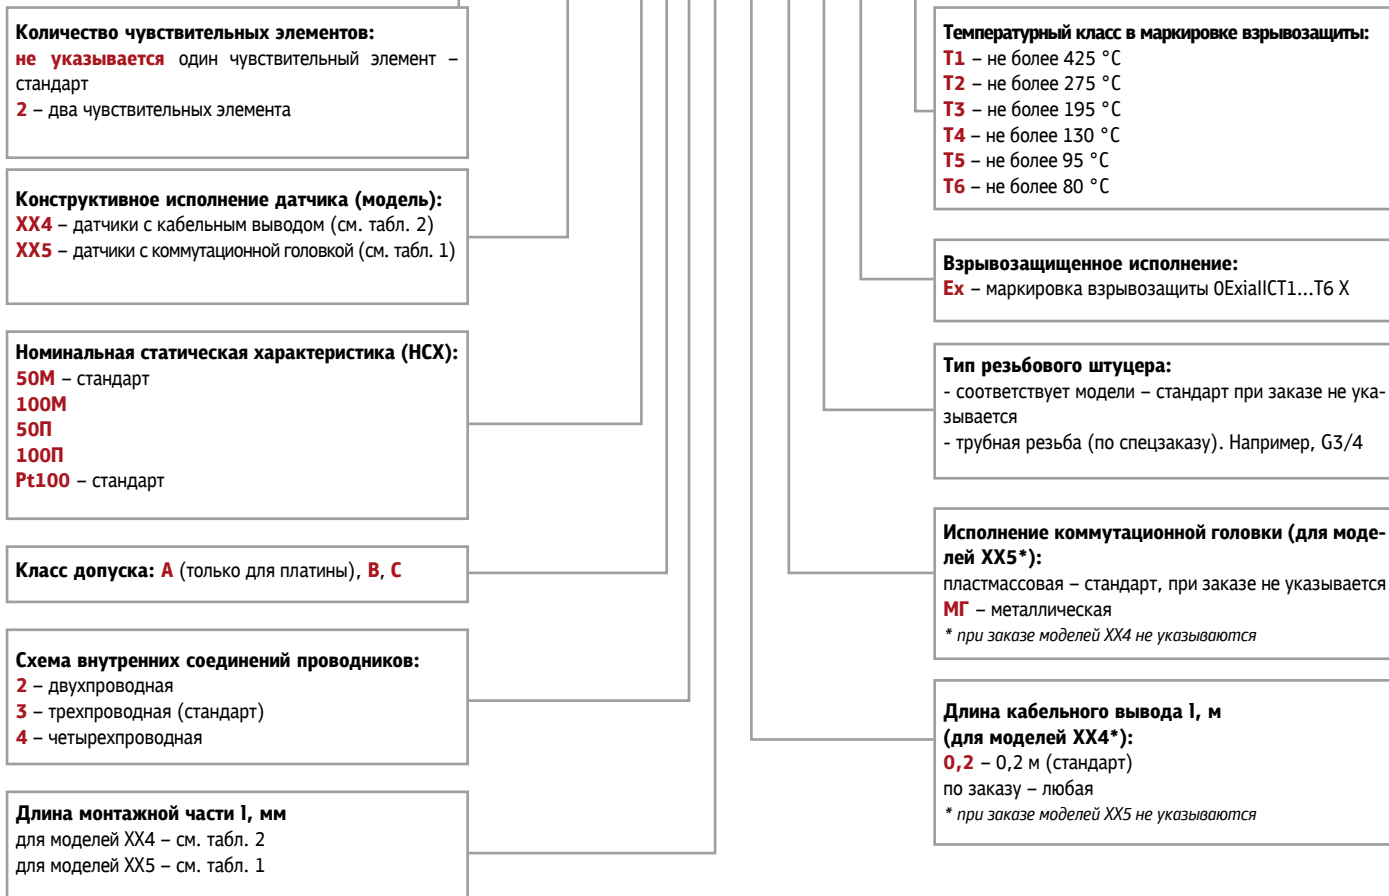 Количество чувствительных элементов:
не указывается один чувствительный элемент –
стандарт
2 – два чувствительных элемента
Конструктивное исполнение датчика (модель):
XX4 – датчики с кабельным выводом (см. табл. 2)
XX5 – датчики с коммутационной головкой (см. табл. 1)
Номинальная статическая характеристика (НСХ):
50М – стандарт
100М
50П
100П
Pt100 – стандарт
Класс допуска: А (только для платины), В, С
Схема внутренних соединений проводников:
2 – двухпроводная
3 – трехпроводная (стандарт)
4 – четырехпроводная
Длина монтажной части l, мм
для моделей XX4 – см. табл. 2
для моделей XX5 – см. табл. 1
Температурный класс в маркировке взрывозащиты:
Т1 – не более 425 °С
Т2 – не более 275 °С
Т3 – не более 195 °С
Т4 – не более 130 °С
Т5 – не более 95 °С
Т6 – не более 80 °С
Взрывозащищенное исполнение:
Ex – маркировка взрывозащиты 0ExiaIICT1...T6 X
Тип резьбового штуцера:
- соответствует модели – стандарт при заказе не ука-
зывается
- трубная резьба (по спецзаказу). Например, G3/4
Исполнение коммутационной головки (для моде-
лей XX5*):
пластмассовая – стандарт, при заказе не указывается
МГ – металлическая
* при заказе моделей XX4 не указываются
Длина кабельного вывода l, м
(для моделей XX4*):
0,2 – 0,2 м (стандарт)
по заказу – любая
* при заказе моделей XX5 не указываются